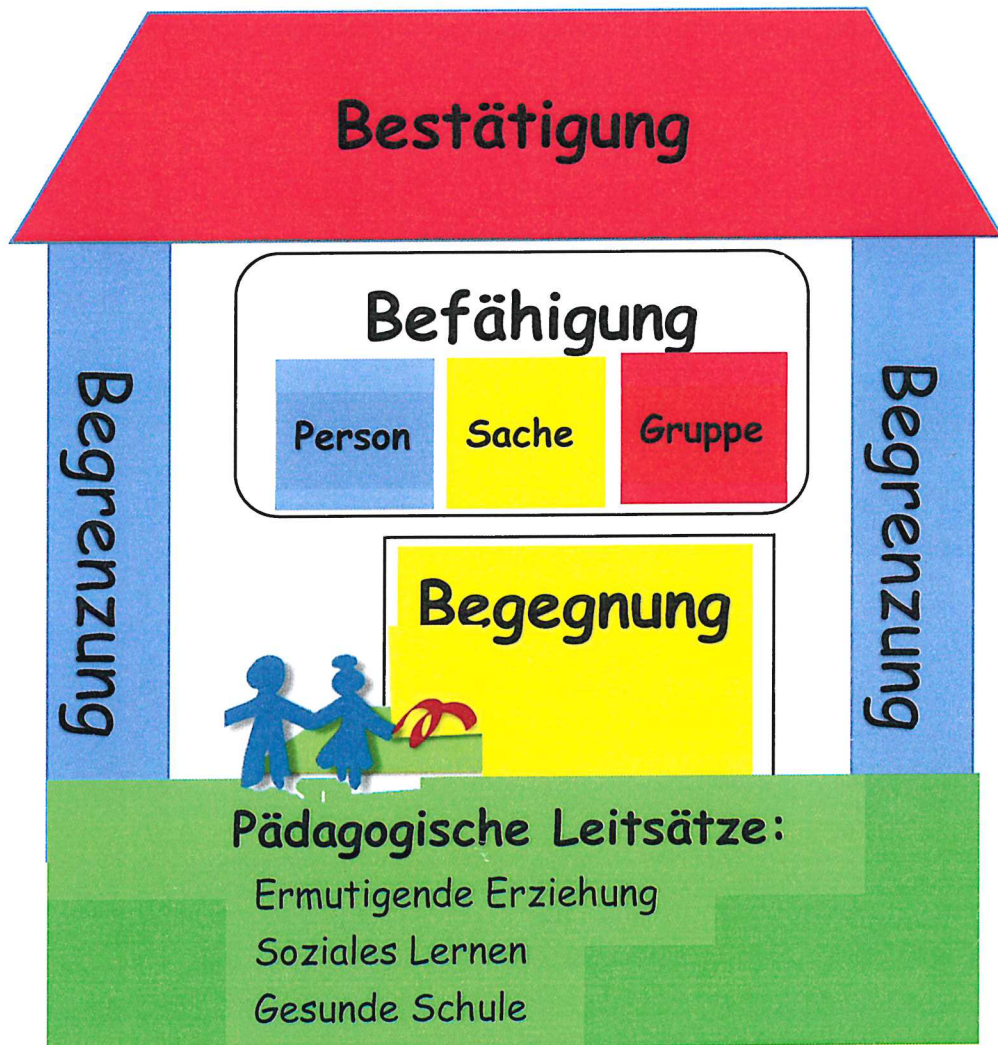 Bestätigung
Befähigung
Person
Sache
Gruppe
Begrenzung
Begrenzung
Begegnung
Pädagogische Leitsätze:
Ermutigende Erziehung
Soziales Lernen
Gesunde Schule